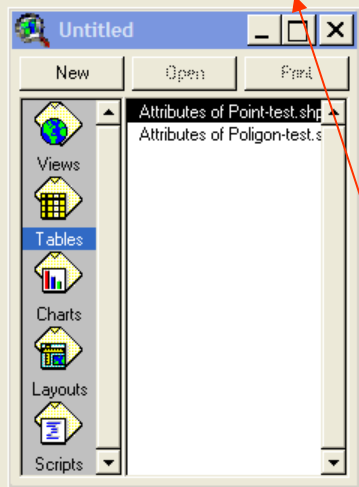 Untitled
New Open Print
Attributes of Point-test.shp
Attributes of Poligon-test.s
Views
Tables
Charts
Layouts
Scripts